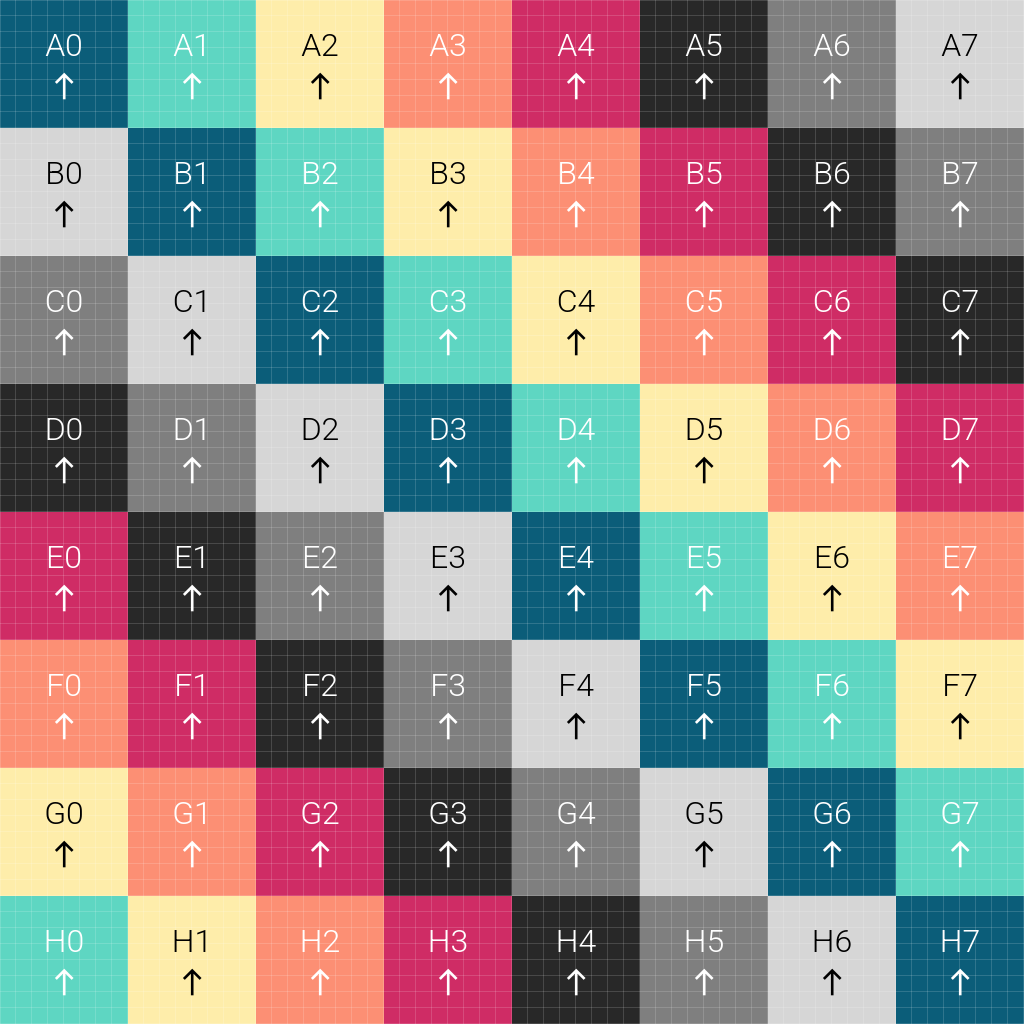 A0 A1 A2 A3 A4 A5 A6 A7
↑ ↑ ↑ ↑ ↑ ↑ ↑ ↑
B0 B1 B2 B3 B4 B5 B6 B7
↑ ↑ ↑ ↑ ↑ ↑ ↑ ↑
C0 C1 C2 C3 C4 C5 C6 C7
↑ ↑ ↑ ↑ ↑ ↑ ↑ ↑
D0 D1 D2 D3 D4 D5 D6 D7
↑ ↑ ↑ ↑ ↑ ↑ ↑ ↑
E0 E1 E2 E3 E4 E5 E6 E7
↑ ↑ ↑ ↑ ↑ ↑ ↑ ↑
F0 F1 F2 F3 F4 F5 F6 F7
↑ ↑ ↑ ↑ ↑ ↑ ↑ ↑
G0 G1 G2 G3 G4 G5 G6 G7
↑ ↑ ↑ ↑ ↑ ↑ ↑ ↑
H0 H1 H2 H3 H4 H5 H6 H7
↑ ↑ ↑ ↑ ↑ ↑ ↑ ↑